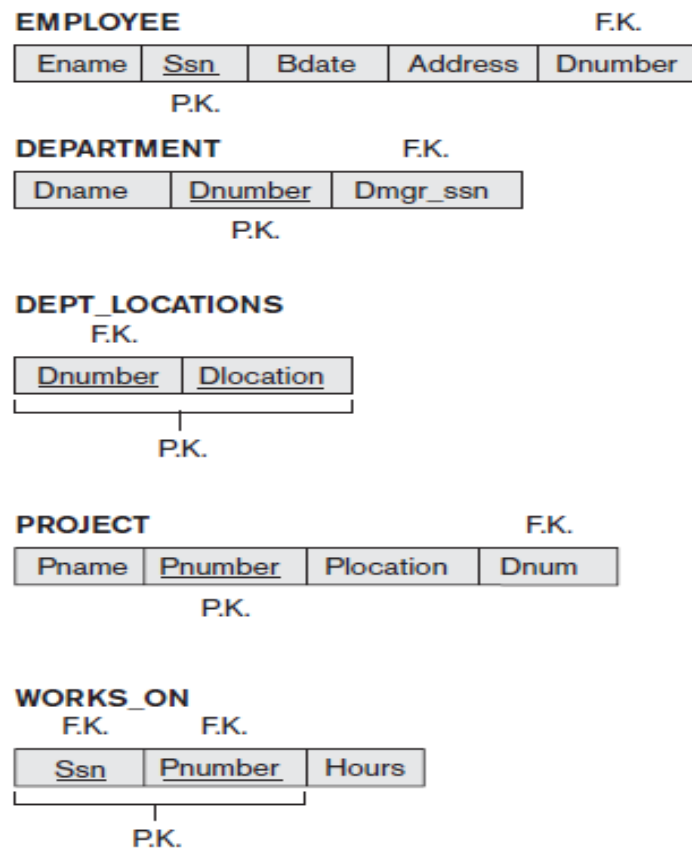 EMPLOYEE F.K.
Ename Ssn Bdate Address Dnumber
P.K.
DEPARTMENT F.K.
Dname Dnumber Dmgr_ssn
P.K.
DEPT_LOCATIONS
F.K.
Dnumber Dlocation
P.K.
PROJECT F.K.
Pname Pnumber Plocation Dnum
P.K.
WORKS_ON
F.K. F.K.
Ssn Pnumber Hours
P.K.